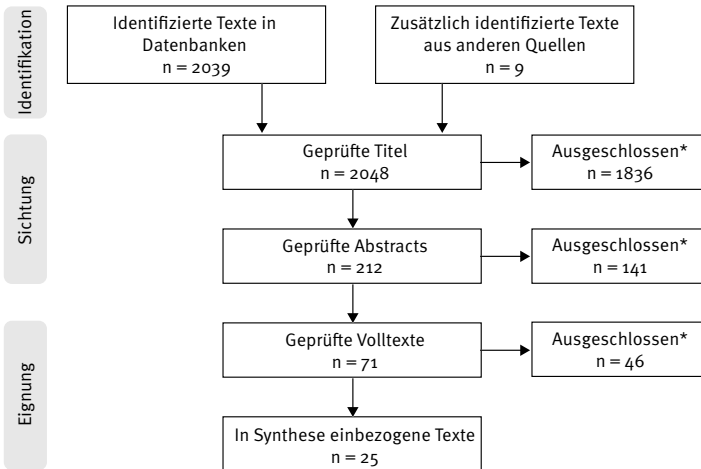 Identifikation
Identifizierte Texte in
Datenbanken
n = 2039
Zusätzlich identifizierte Texte
aus anderen Quellen
n = 9
Sichtung
Geprüfte Titel
n = 2048
Ausgeschlossen*
n = 1836
Geprüfte Abstracts
n = 212
Ausgeschlossen*
n = 141
Eignung
Geprüfte Volltexte
n = 71
Ausgeschlossen*
n = 46
In Synthese einbezogene Texte
n = 25